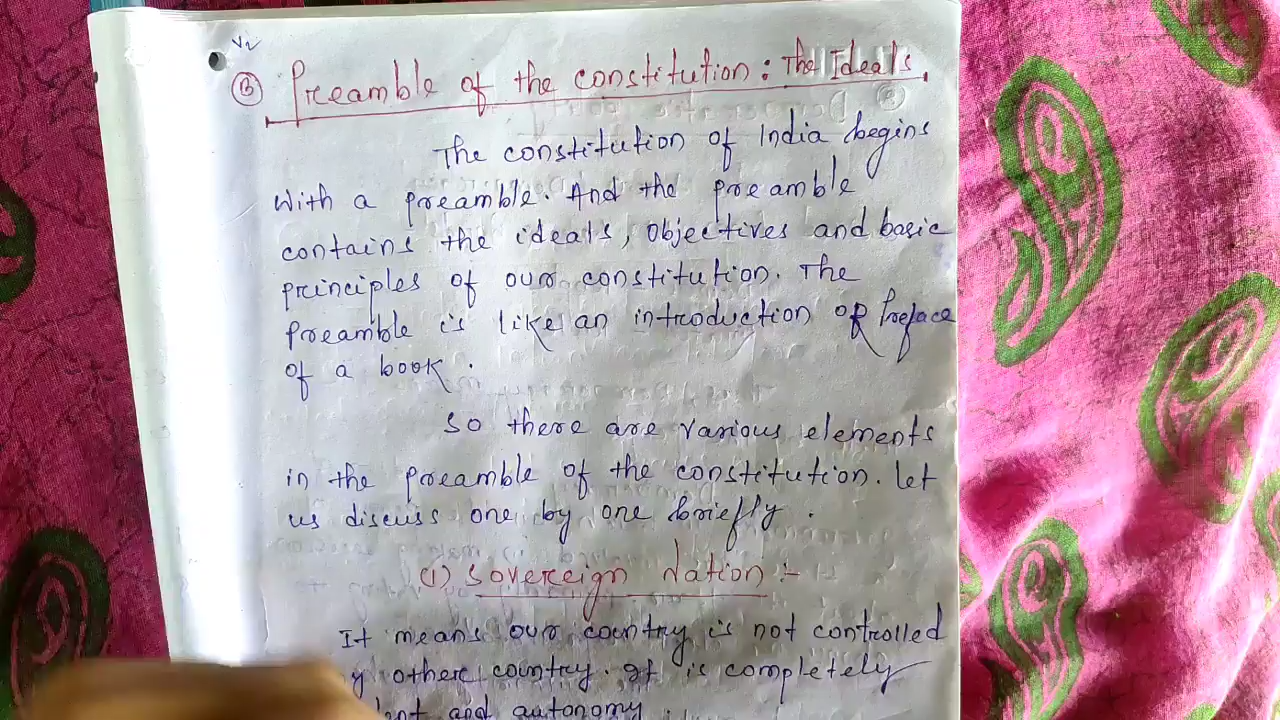 V2
B Preamble of the constitution: The Ideals.
The constitution of India begins
With a preamble. And the preamble
contains the ideals, objectives and basic
principles of our constitution. The
preamble is like an introduction or Preface
of a book.
So there are various elements
in the preamble of the constitution. Let
us discuss one by one briefly.
(1) Sovereign Nation :-
It means our country is not controlled
other country. It is completely
and autonomy.